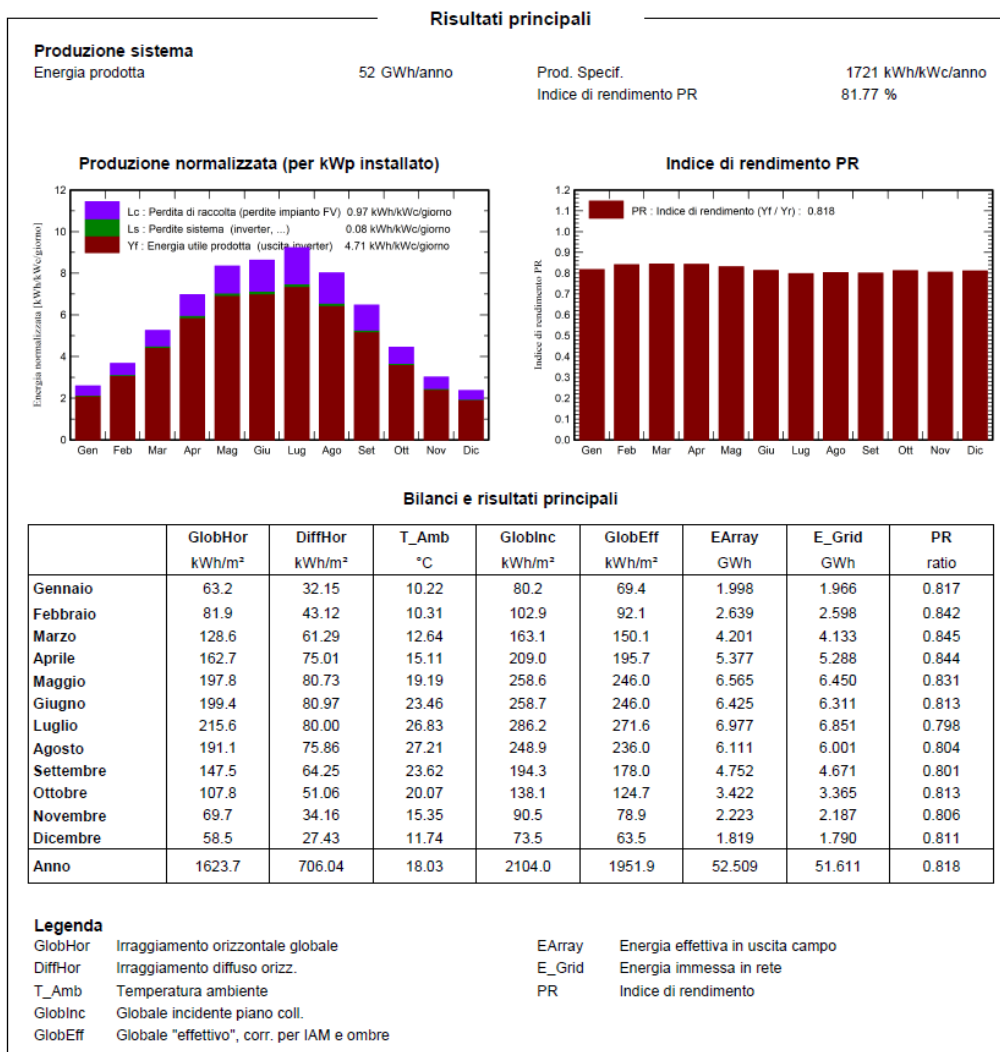 Risultati principali
Produzione sistema
Energia prodotta 52 GWh/anno Prod. Specif. 1721 kWh/kWc/anno
Indice di rendimento PR 81.77 %
Produzione normalizzata (per kWp installato)
12
10
8
6
4
2
0
Energia normalizzata [kWh/kWc/giorno]
Lc : Perdita di raccolta (perdite impianto FV) 0.97 kWh/kWc/giorno
Ls : Perdite sistema (inverter, ...) 0.08 kWh/kWc/giorno
Yf : Energia utile prodotta (uscita inverter) 4.71 kWh/kWc/giorno
Gen Feb Mar Apr Mag Giu Lug Ago Set Ott Nov Dic
Indice di rendimento PR
1.2
1.1
1.0
0.9
0.8
0.7
0.6
0.5
0.4
0.3
0.2
0.1
0.0
Indice di rendimento PR
PR : Indice di rendimento (Yf / Yr) : 0.818
Gen Feb Mar Apr Mag Giu Lug Ago Set Ott Nov Dic
Bilanci e risultati principali
GlobHor DiffHor T_Amb GlobInc GlobEff EArray E_Grid PR
kWh/m² kWh/m² °C kWh/m² kWh/m² GWh GWh ratio
Gennaio 63.2 32.15 10.22 80.2 69.4 1.998 1.966 0.817
Febbraio 81.9 43.12 10.31 102.9 92.1 2.639 2.598 0.842
Marzo 128.6 61.29 12.64 163.1 150.1 4.201 4.133 0.845
Aprile 162.7 75.01 15.11 209.0 195.7 5.377 5.288 0.844
Maggio 197.8 80.73 19.19 258.6 246.0 6.565 6.450 0.831
Giugno 199.4 80.97 23.46 258.7 246.0 6.425 6.311 0.813
Luglio 215.6 80.00 26.83 286.2 271.6 6.977 6.851 0.798
Agosto 191.1 75.86 27.21 248.9 236.0 6.111 6.001 0.804
Settembre 147.5 64.25 23.62 194.3 178.0 4.752 4.671 0.801
Ottobre 107.8 51.06 20.07 138.1 124.7 3.422 3.365 0.813
Novembre 69.7 34.16 15.35 90.5 78.9 2.223 2.187 0.806
Dicembre 58.5 27.43 11.74 73.5 63.5 1.819 1.790 0.811
Anno 1623.7 706.04 18.03 2104.0 1951.9 52.509 51.611 0.818
Legenda
GlobHor Irraggiamento orizzontale globale EArray Energia effettiva in uscita campo
DiffHor Irraggiamento diffuso orizz. E_Grid Energia immessa in rete
T_Amb Temperatura ambiente PR Indice di rendimento
GlobInc Globale incidente piano coll.
GlobEff Globale "effettivo", corr. per IAM e ombre